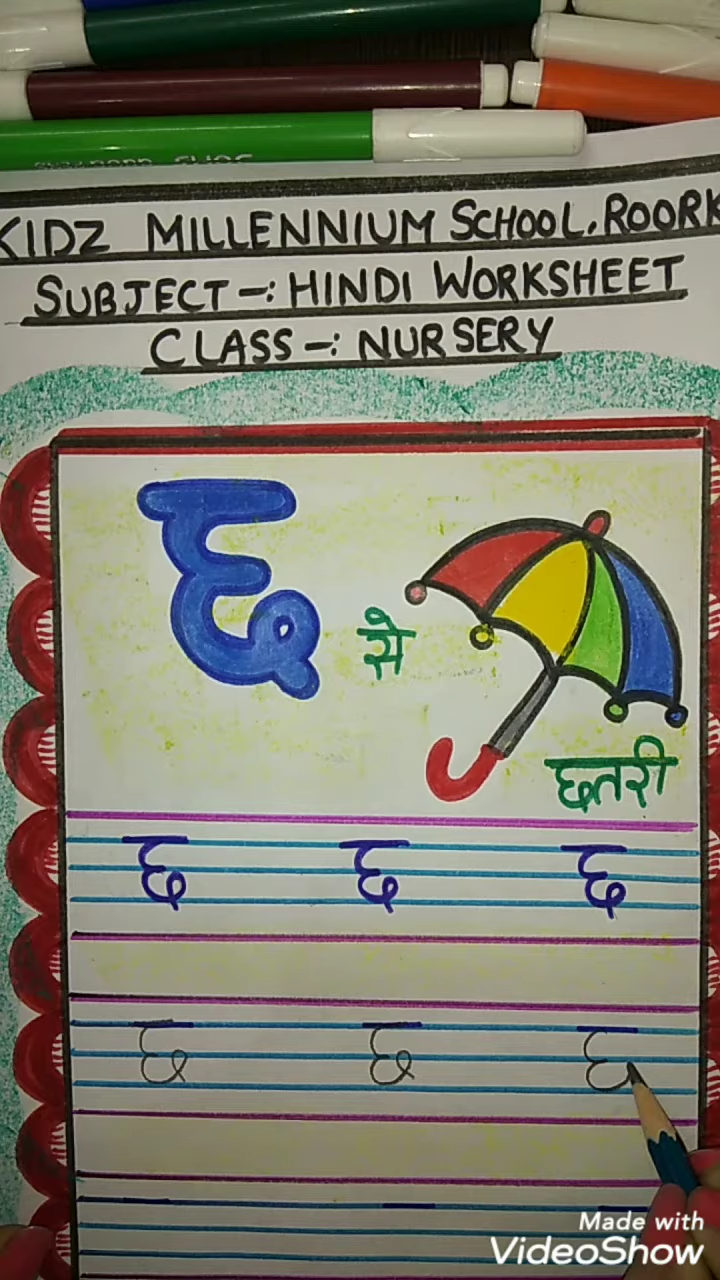 KIDZ MILLENNIUM SCHOOL, ROORK
SUBJECT -: HINDI WORKSHEET
CLASS -: NURSERY
छ से
छतरी
छ छ छ
छ छ छ
Made with
VideoShow